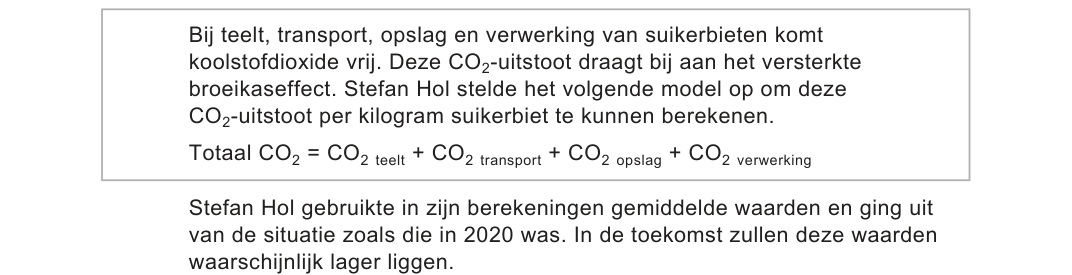 Bij teelt, transport, opslag en verwerking van suikerbieten komt
koolstofdioxide vrij. Deze CO₂-uitstoot draagt bij aan het versterkte
broeikaseffect. Stefan Hol stelde het volgende model op om deze
CO₂-uitstoot per kilogram suikerbiet te kunnen berekenen.
Totaal CO₂ = CO₂ teelt + CO₂ transport + CO₂ opslag + CO₂ verwerking
Stefan Hol gebruikte in zijn berekeningen gemiddelde waarden en ging uit
van de situatie zoals die in 2020 was. In de toekomst zullen deze waarden
waarschijnlijk lager liggen.